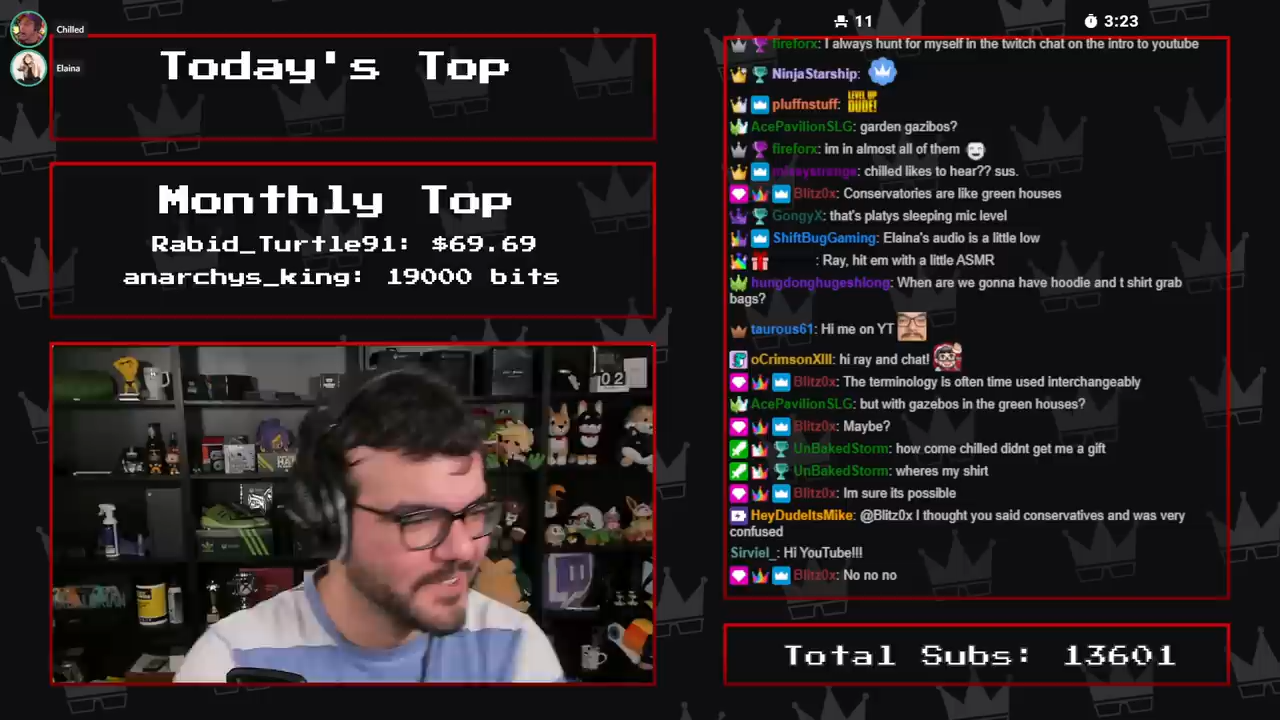 Chilled
Elaina
11
3:23
Today's Top
Monthly Top
Rabid_Turtle91: $69.69
anarchys_king: 19000 bits
fireforx: I always hunt for myself in the twitch chat on the intro to youtube
NinjaStarship:
pluffnstuff: LEVEL UP DUDE!
AcePavilionSLG: garden gazibos?
fireforx: im in almost all of them
chilled likes to hear?? sus.
Blitz0x: Conservatories are like green houses
GongyX: that's platys sleeping mic level
ShiftBugGaming: Elaina's audio is a little low
: Ray, hit em with a little ASMR
hungdonghugeshlong: When are we gonna have hoodie and t shirt grab
bags?
taurous61: Hi me on YT
oCrimsonXIII: hi ray and chat!
Blitz0x: The terminology is often time used interchangeably
AcePavilionSLG: but with gazebos in the green houses?
Blitz0x: Maybe?
UnBakedStorm: how come chilled didnt get me a gift
UnBakedStorm: wheres my shirt
Blitz0x: Im sure its possible
HeyDudeItsMike: @Blitz0x I thought you said conservatives and was very
confused
Sirviel_: Hi YouTube!!!
Blitz0x: No no no
02
Total Subs: 13601